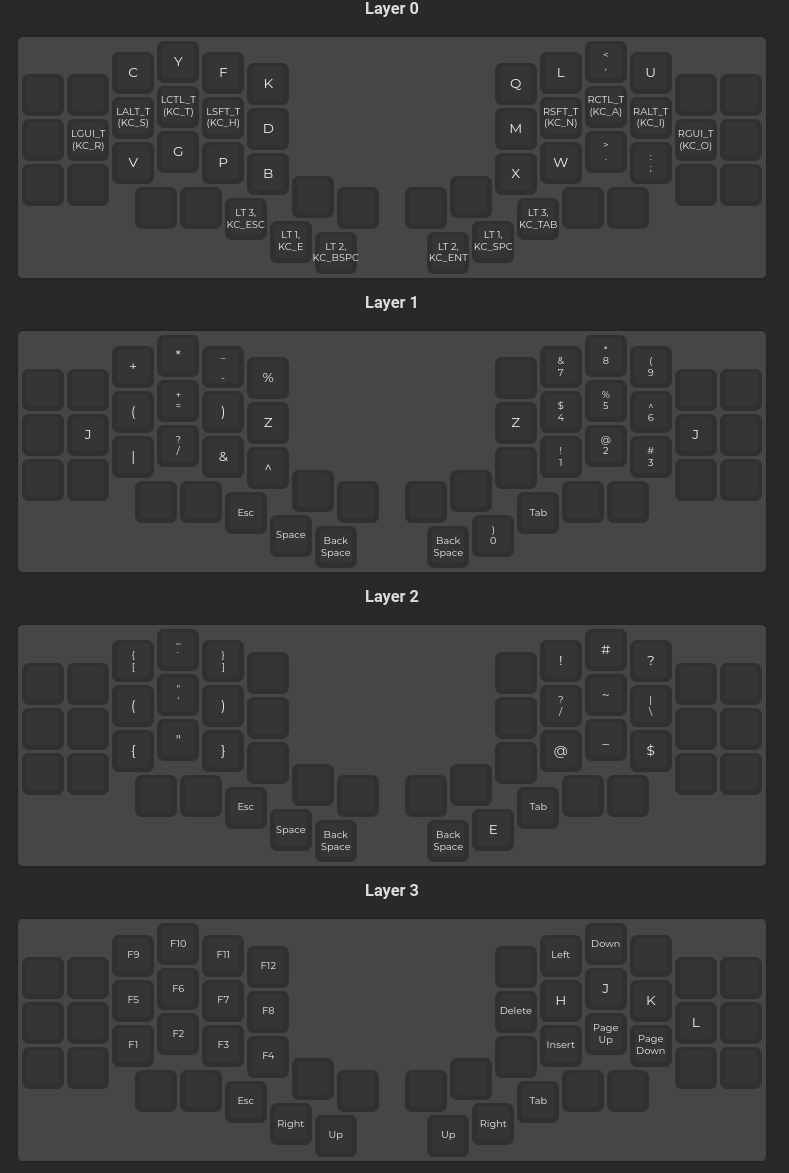 Layer 0
C Y F K Q L < , U
LGUI_T (KC_R) LALT_T (KC_S) LCTL_T (KC_T) LSFT_T (KC_H) D M RSFT_T (KC_N) RCTL_T (KC_A) RALT_T (KC_I) RGUI_T (KC_O)
V G P B X W > . : ;
LT 3, KC_ESC LT 1, KC_E LT 2, KC_BSPC LT 2, KC_ENT LT 1, KC_SPC LT 3, KC_TAB
Layer 1
+ * _ - % & 7 * 8 ( 9
J ( + = ) Z Z $ 4 % 5 ^ 6 J
| ? / & ^ ! 1 @ 2 # 3
Esc Space Back Space Back Space ) 0 Tab
Layer 2
{ [ ~ ` } ] ! # ?
( " ' ) ? / ~ | \
{ " } @ _ $
Esc Space Back Space Back Space E Tab
Layer 3
F9 F10 F11 F12 Left Down
F5 F6 F7 F8 Delete H J K L
F1 F2 F3 F4 Insert Page Up Page Down
Esc Right Up Up Right Tab